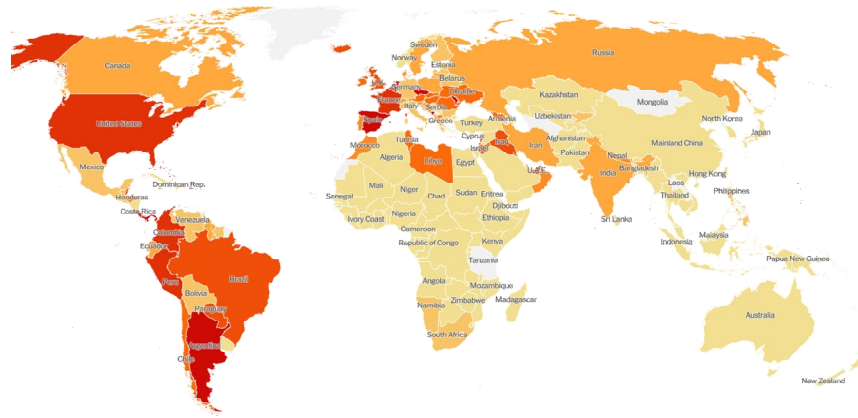 Canada
United States
Mexico
Dominican Rep.
Honduras
Costa Rica
Venezuela
Colombia
Ecuador
Peru
Brazil
Bolivia
Paraguay
Chile
Argentina
Sweden
Norway
Estonia
Russia
U.K.
Germany
Belarus
Ukraine
France
Italy
Serbia
Spain
Greece
Turkey
Armenia
Kazakhstan
Uzbekistan
Mongolia
North Korea
Japan
Cyprus
Israel
Iraq
Iran
Afghanistan
Pakistan
Mainland China
Tunisia
Morocco
Algeria
Libya
Egypt
U.A.E.
Nepal
India
Bangladesh
Hong Kong
Laos
Thailand
Philippines
Sri Lanka
Malaysia
Indonesia
Papua New Guinea
Senegal
Mali
Niger
Chad
Sudan
Eritrea
Djibouti
Ivory Coast
Nigeria
Ethiopia
Cameroon
Republic of Congo
Kenya
Tanzania
Angola
Mozambique
Zimbabwe
Madagascar
Namibia
South Africa
Australia
New Zealand